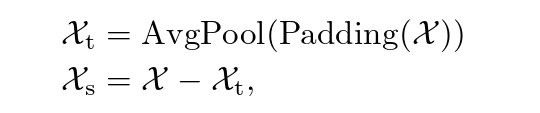 𝒳t = AvgPool(Padding(𝒳))
𝒳s = 𝒳 − 𝒳t,